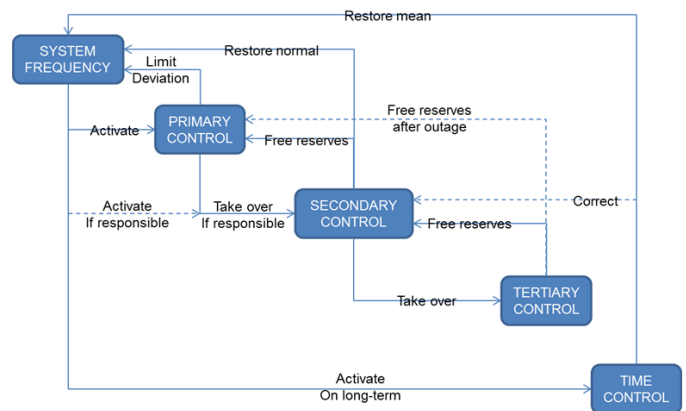 Restore mean
SYSTEM
FREQUENCY
Restore normal
Limit
Deviation
PRIMARY
CONTROL
Free reserves
after outage
Activate
Free reserves
Activate
If responsible
Take over
If responsible
SECONDARY
CONTROL
Correct
Free reserves
Take over
TERTIARY
CONTROL
Activate
On long-term
TIME
CONTROL